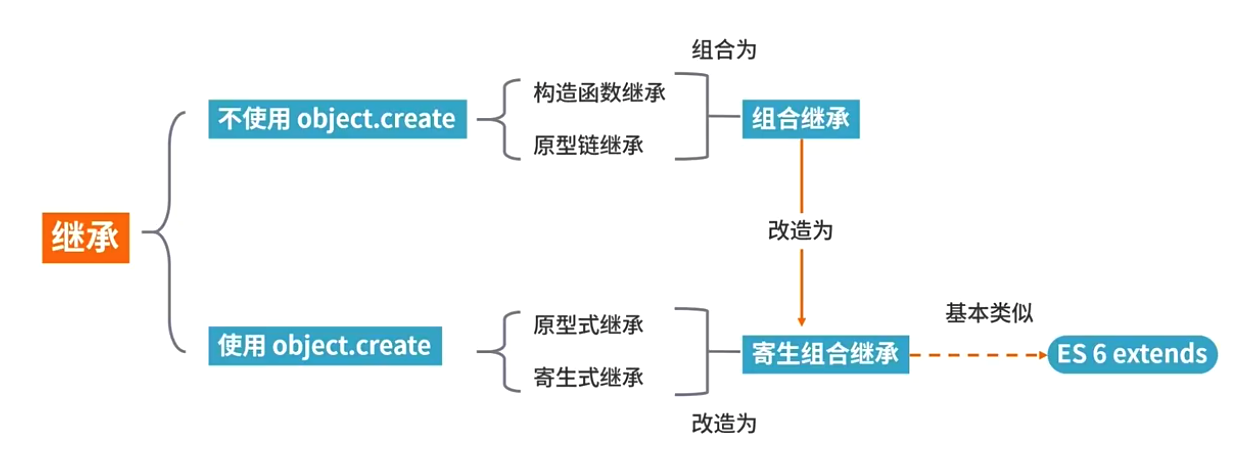 组合为
不使用 object.create
构造函数继承
原型链继承
组合继承
继承
改造为
使用 object.create
原型式继承
寄生式继承
寄生组合继承
基本类似
ES 6 extends
改造为